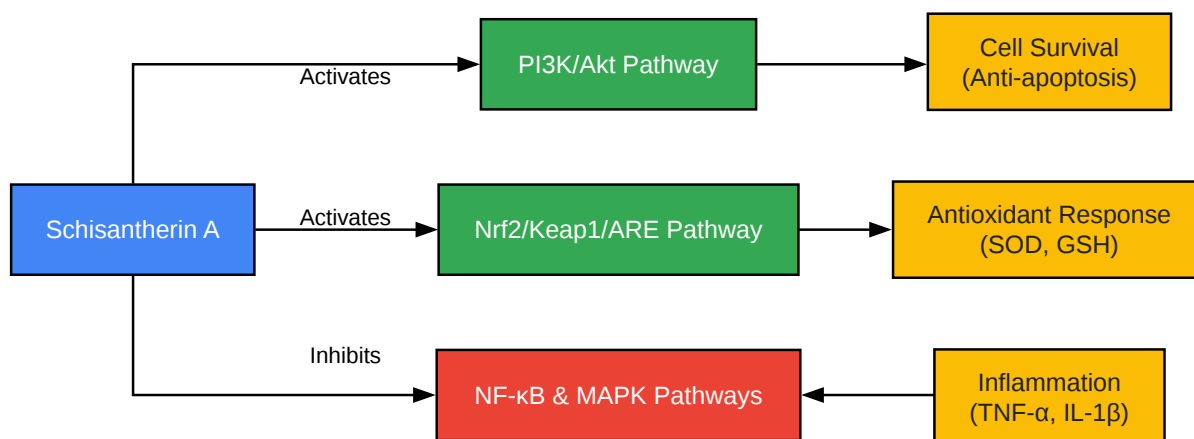 Activates
PI3K/Akt Pathway
Cell Survival
(Anti-apoptosis)
Schisantherin A
Activates
Nrf2/Keap1/ARE Pathway
Antioxidant Response
(SOD, GSH)
Inhibits
NF-κB & MAPK Pathways
Inflammation
(TNF-α, IL-1β)